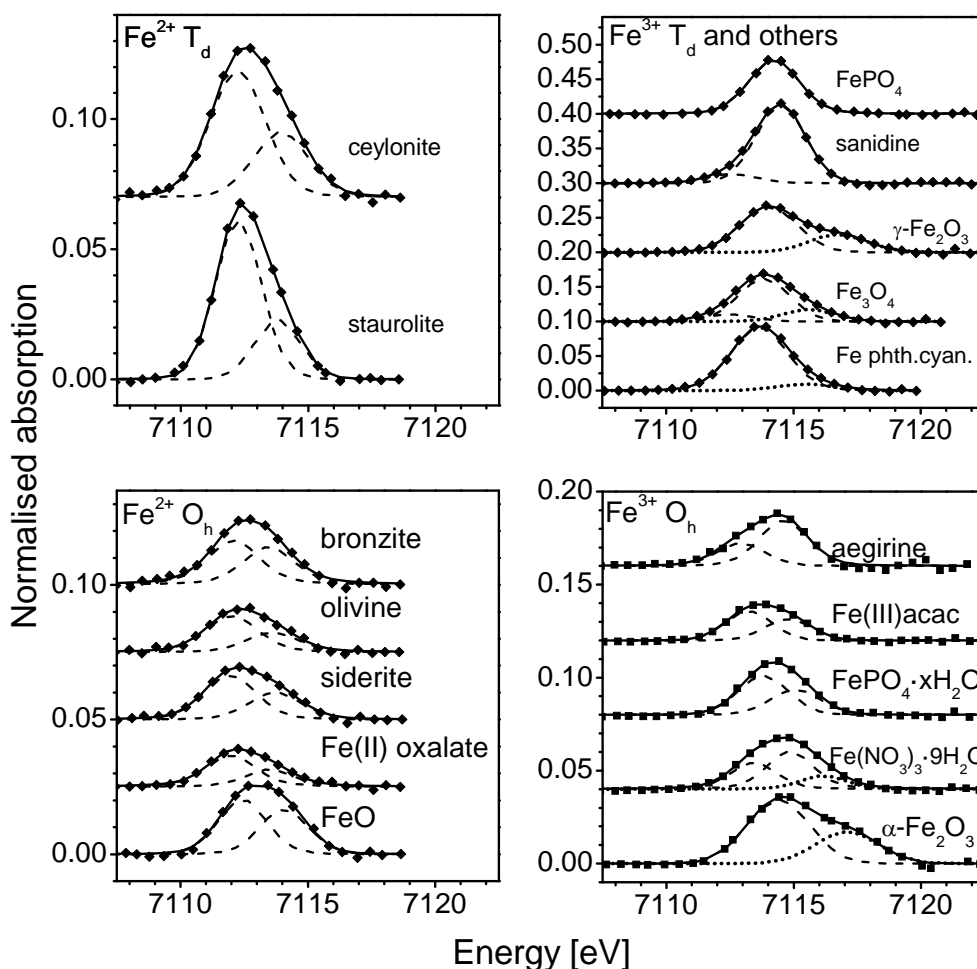 Normalised absorption
Fe²⁺ T_d
ceylonite
staurolite
0.10
0.05
0.00
7110 7115 7120
Fe³⁺ T_d and others
FePO₄
sanidine
γ-Fe₂O₃
Fe₃O₄
Fe phth.cyan.
0.50
0.45
0.40
0.35
0.30
0.25
0.20
0.15
0.10
0.05
0.00
7110 7115 7120
Fe²⁺ O_h
bronzite
olivine
siderite
Fe(II) oxalate
FeO
0.10
0.05
0.00
7110 7115 7120
Fe³⁺ O_h
aegirine
Fe(III)acac
FePO₄·xH₂O
Fe(NO₃)₃·9H₂O
α-Fe₂O₃
0.20
0.15
0.10
0.05
0.00
7110 7115 7120
Energy [eV]